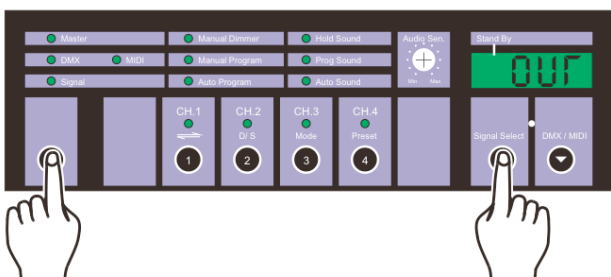 Master
Manual Dimmer
Hold Sound
Audio Sen.
Stand By
DMX
MIDI
Manual Program
Prog Sound
Signal
Auto Program
Auto Sound
Min
Max
OUT
CH.1
CH.2
CH.3
CH.4
D/ S
Mode
Preset
Signal Select
DMX / MIDI
1
2
3
4